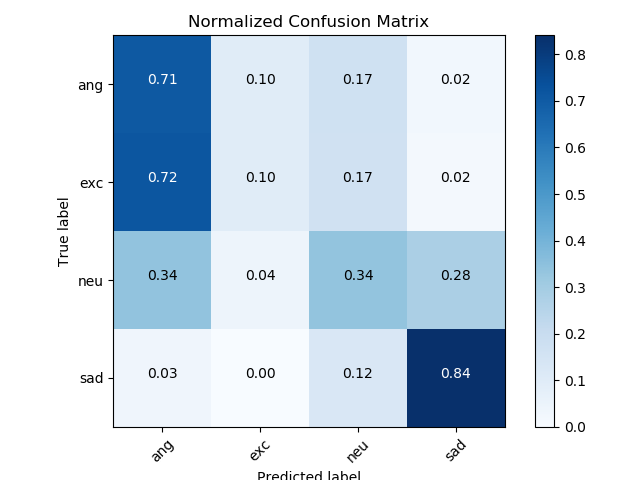 Normalized Confusion Matrix
True label
ang 0.71 0.10 0.17 0.02
exc 0.72 0.10 0.17 0.02
neu 0.34 0.04 0.34 0.28
sad 0.03 0.00 0.12 0.84
ang exc neu sad
Predicted label
0.8
0.7
0.6
0.5
0.4
0.3
0.2
0.1
0.0